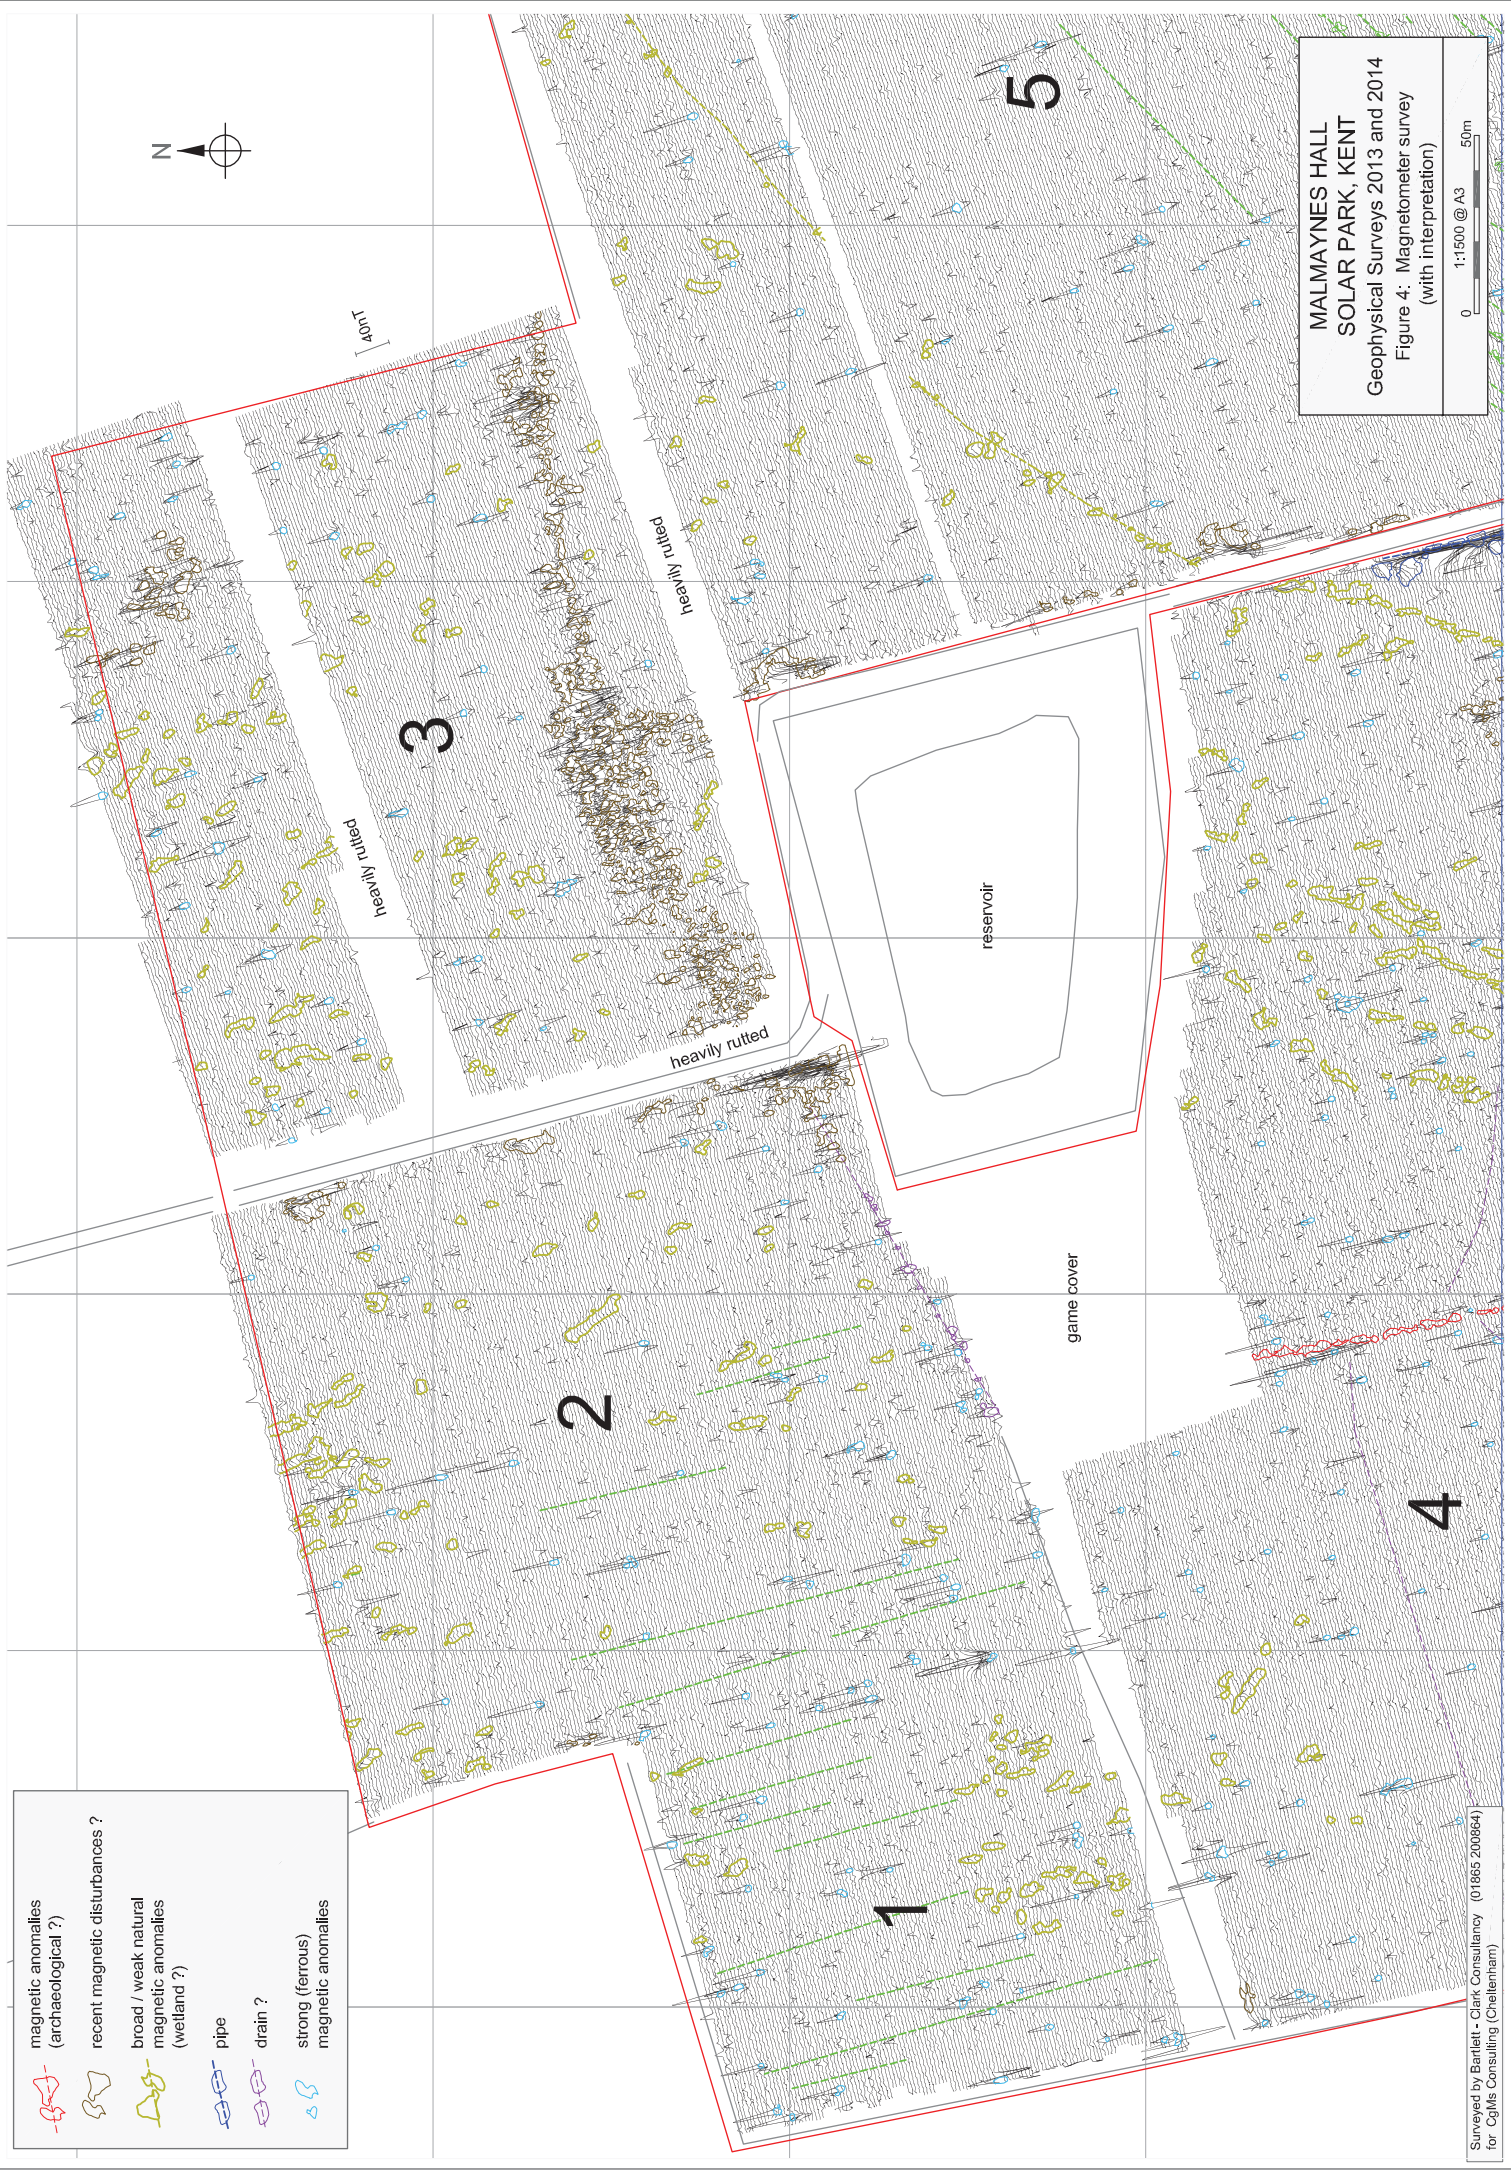 magnetic anomalies
(archaeological ?)
recent magnetic disturbances ?
broad / weak natural
magnetic anomalies
(wetland ?)
pipe
drain ?
strong (ferrous)
magnetic anomalies
N
40nT
heavily rutted
heavily rutted
heavily rutted
reservoir
game cover
1
2
3
4
5
MALMAYNES HALL
SOLAR PARK, KENT
Geophysical Surveys 2013 and 2014
Figure 4: Magnetometer survey
(with interpretation)
0 1:1500 @ A3 50m
Surveyed by Bartlett - Clark Consultancy (01865 200864)
for CgMs Consulting (Cheltenham)